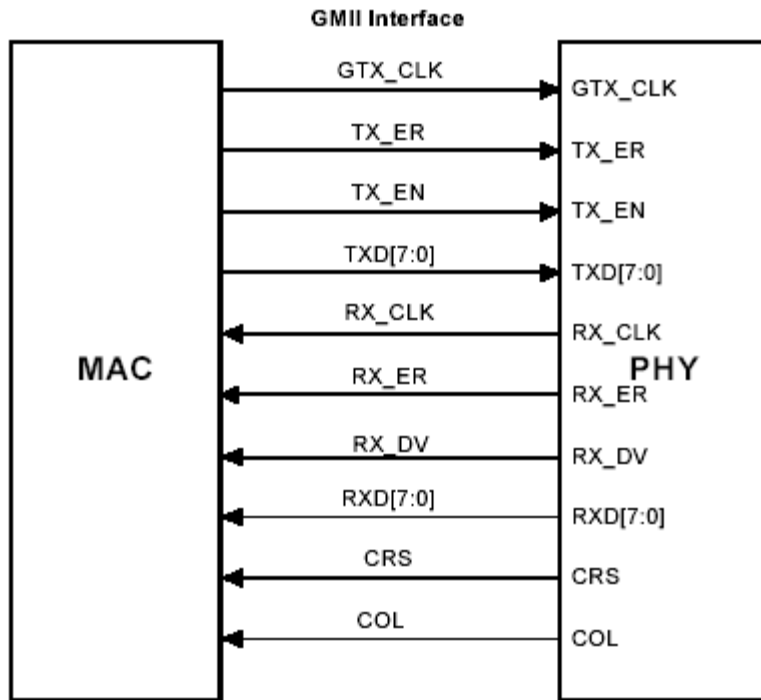 GMII Interface
GTX_CLK GTX_CLK
TX_ER TX_ER
TX_EN TX_EN
TXD[7:0] TXD[7:0]
RX_CLK RX_CLK
MAC PHY
RX_ER RX_ER
RX_DV RX_DV
RXD[7:0] RXD[7:0]
CRS CRS
COL COL